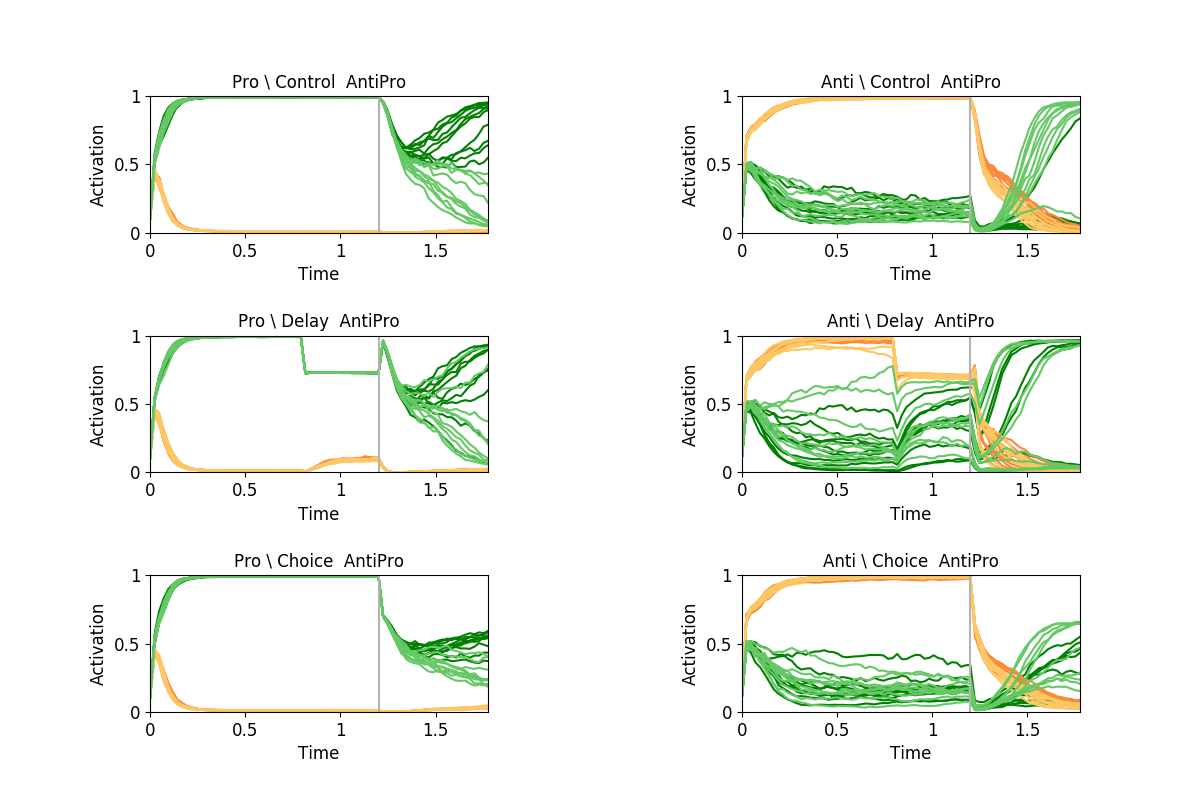 Pro \ Control  AntiPro
1
0.5
0
Activation
0
0.5
1
1.5
Time
Anti \ Control  AntiPro
1
0.5
0
Activation
0
0.5
1
1.5
Time
Pro \ Delay  AntiPro
1
0.5
0
Activation
0
0.5
1
1.5
Time
Anti \ Delay  AntiPro
1
0.5
0
Activation
0
0.5
1
1.5
Time
Pro \ Choice  AntiPro
1
0.5
0
Activation
0
0.5
1
1.5
Time
Anti \ Choice  AntiPro
1
0.5
0
Activation
0
0.5
1
1.5
Time